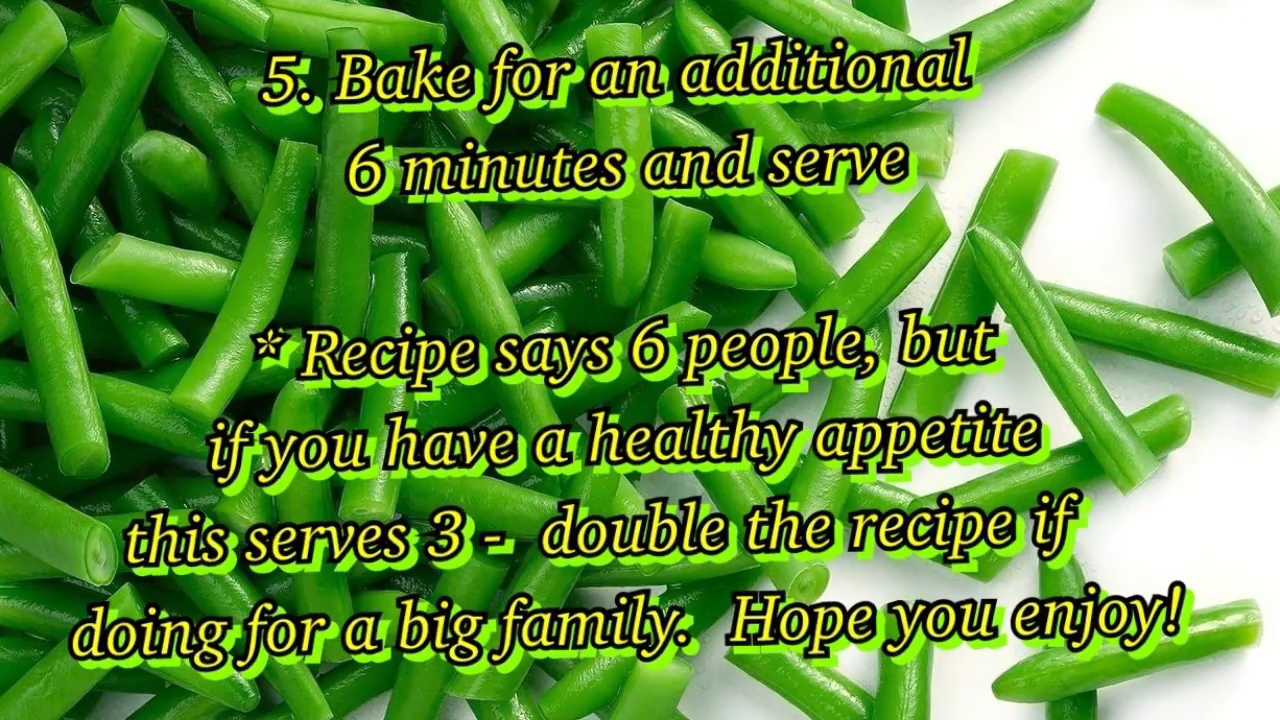 5. Bake for an additional
6 minutes and serve
* Recipe says 6 people, but
if you have a healthy appetite
this serves 3 - double the recipe if
doing for a big family. Hope you enjoy!